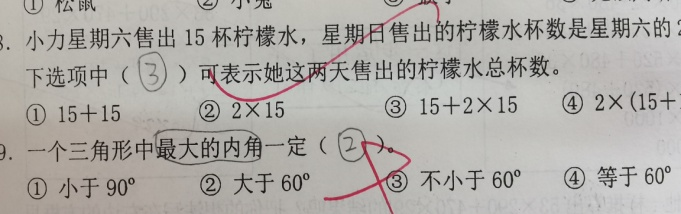 ① 松鼠 ② 小兔 ③
8. 小力星期六售出 15 杯柠檬水，星期日售出的柠檬水杯数是星期六的 2
下选项中（ ③ ）可表示她这两天售出的柠檬水总杯数。
① 15＋15 ② 2×15 ③ 15＋2×15 ④ 2×(15＋1
9. 一个三角形中最大的内角一定（ ② ）。
① 小于 90° ② 大于 60° ③ 不小于 60° ④ 等于 60°